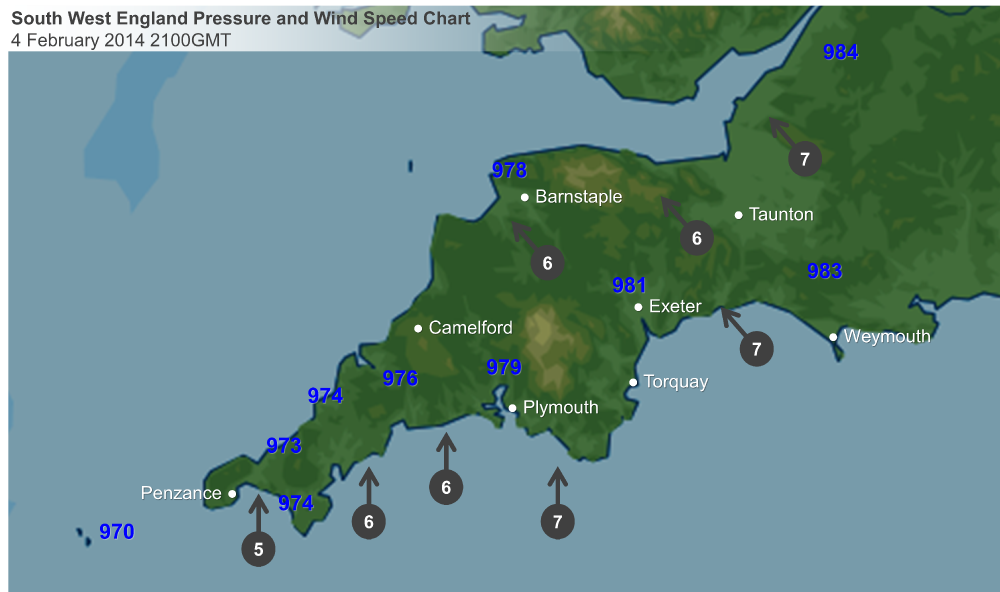 South West England Pressure and Wind Speed Chart
4 February 2014 2100GMT
984
7
978
Barnstaple
Taunton
6
6
983
981
Exeter
Camelford
Weymouth
7
979
976
Torquay
974
Plymouth
973
6
Penzance
974
6
7
970
5